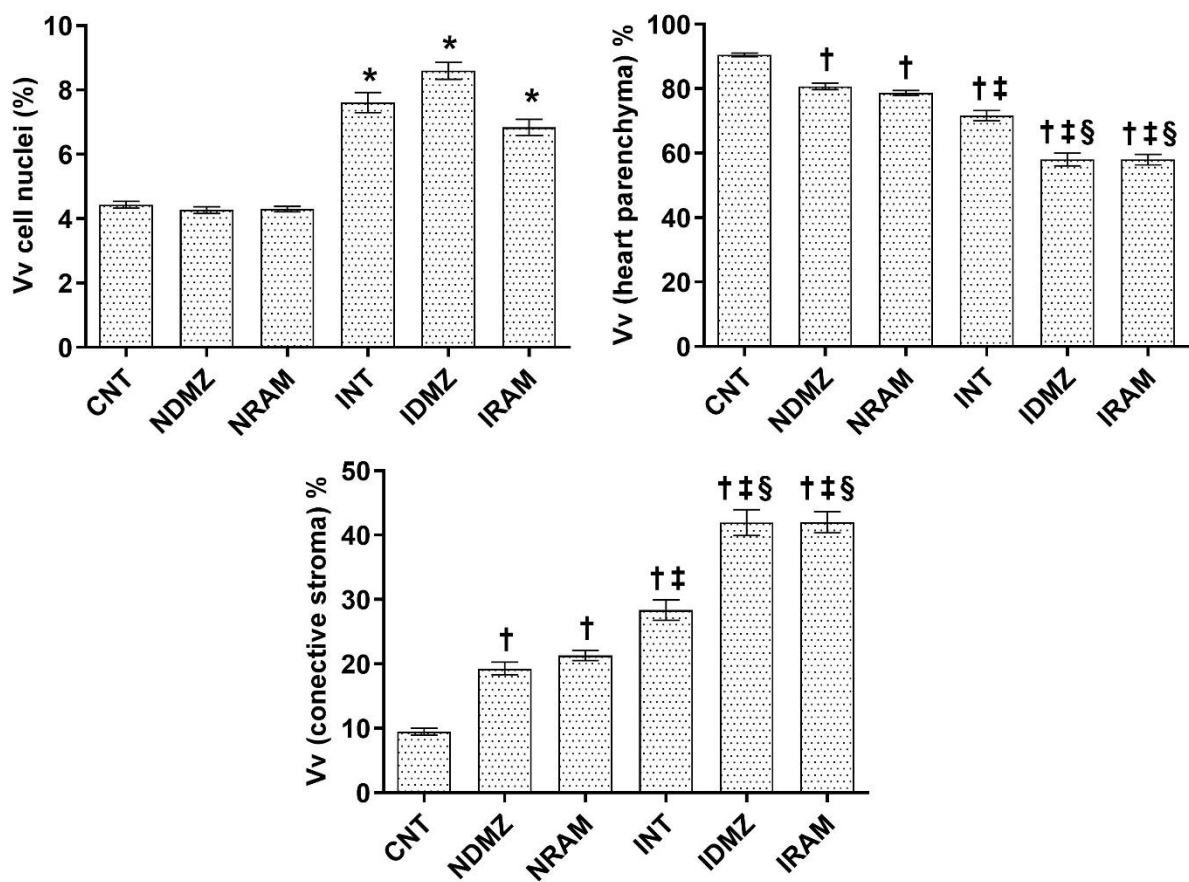 Vv cell nuclei (%)
10
8
6
4
2
0
*
*
*
CNT
NDMZ
NRAM
INT
IDMZ
IRAM
Vv (heart parenchyma) %
100
80
60
40
20
0
†
†
†‡
†‡§
†‡§
CNT
NDMZ
NRAM
INT
IDMZ
IRAM
Vv (conective stroma) %
50
40
30
20
10
0
†
†
†‡
†‡§
†‡§
CNT
NDMZ
NRAM
INT
IDMZ
IRAM